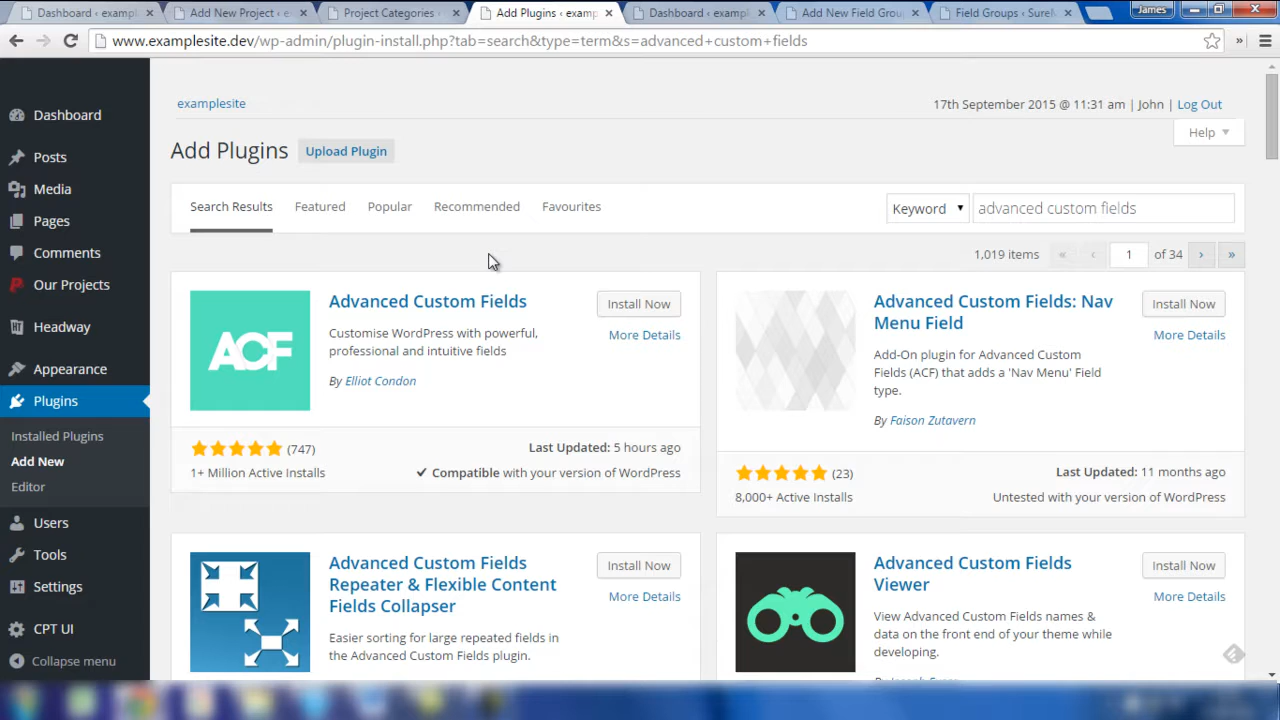 Dashboard ‹ example
Add New Project ‹ ex
Project Categories ‹
Add Plugins ‹ examp
Dashboard ‹ example
Add New Field Grou
Field Groups ‹ Surel
James
www.examplesite.dev/wp-admin/plugin-install.php?tab=search&type=term&s=advanced+custom+fields
examplesite
17th September 2015 @ 11:31 am | John | Log Out
Help
Add Plugins
Upload Plugin
Search Results
Featured
Popular
Recommended
Favourites
Keyword
advanced custom fields
1,019 items « ‹ 1 of 34 › »
Dashboard
Posts
Media
Pages
Comments
Our Projects
Headway
Appearance
Plugins
Installed Plugins
Add New
Editor
Users
Tools
Settings
CPT UI
Collapse menu
ACF
Advanced Custom Fields
Install Now
More Details
Customise WordPress with powerful,
professional and intuitive fields
By Elliot Condon
(747)
Last Updated: 5 hours ago
1+ Million Active Installs
Compatible with your version of WordPress
Advanced Custom Fields: Nav
Menu Field
Install Now
More Details
Add-On plugin for Advanced Custom
Fields (ACF) that adds a 'Nav Menu' Field
type.
By Faison Zutavern
(23)
Last Updated: 11 months ago
8,000+ Active Installs
Untested with your version of WordPress
Advanced Custom Fields
Repeater & Flexible Content
Fields Collapser
Install Now
More Details
Easier sorting for large repeated fields in
the Advanced Custom Fields plugin.
Advanced Custom Fields
Viewer
Install Now
More Details
View Advanced Custom Fields names &
data on the front end of your theme while
developing.